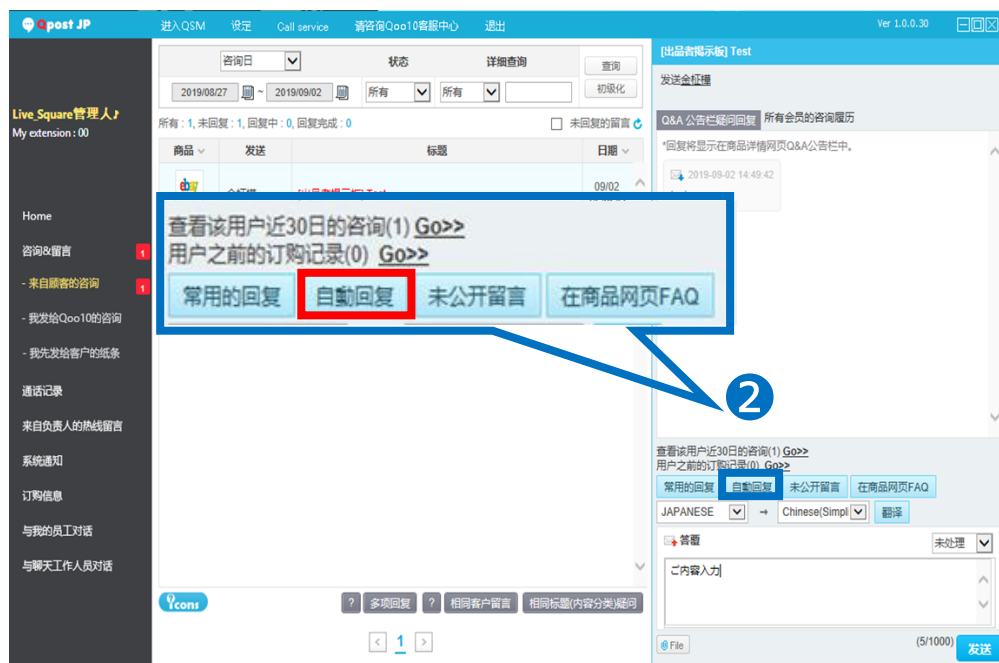 Qpost JP 进入QSM 设定 Call service 请咨询Qoo10客服中心 退出 Ver 1.0.0.30
Live_Square管理人♪
My extension : 00
Home
咨询&留言 1
- 来自顾客的咨询 1
- 我发给Qoo10的咨询
- 我先发给客户的纸条
通话记录
来自负责人的热线留言
系统通知
订购信息
与我的员工对话
与聊天工作人员对话
咨询日 状态 详细查询 查询
2019/08/27 ~ 2019/09/02 所有 所有 初级化
所有 : 1, 未回复 : 1, 回复中 : 0, 回复完成 : 0 未回复的留言
商品 发送 标题 日期
ebay 09/02
查看该用户近30日的咨询(1) Go>>
用户之前的订购记录(0) Go>>
常用的回复 自動回复 未公开留言 在商品网页FAQ
2
Ycons ? 多项回复 ? 相同客户留言 相同标题(内容分类)疑问
< 1 >
[出品者揭示板] Test
Q&A 公告栏疑问回复 所有会员的咨询履历
*回复将显示在商品详情网页Q&A公告栏中。
2019-09-02 14:49:42
查看该用户近30日的咨询(1) Go>>
用户之前的订购记录(0) Go>>
常用的回复 自動回复 未公开留言 在商品网页FAQ
JAPANESE → Chinese(Simpli 翻译
答覆 未处理
ご内容入力
File (5/1000) 发送